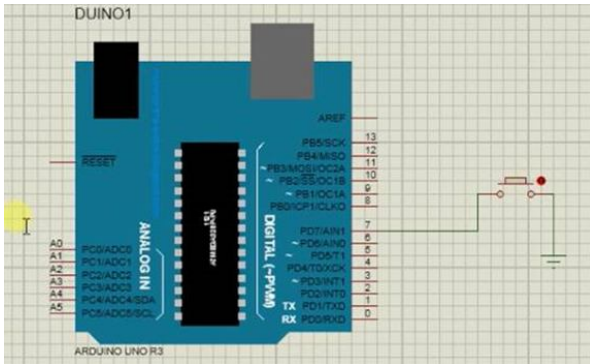 DUINO1
AREF
RESET
PB5/SCK 13
PB4/MISO 12
~PB3/MOSI/OC2A 11
~PB2/SS/OC1B 10
~PB1/OC1A 9
PB0/ICP1/CLKO 8
PD7/AIN1 7
~PD6/AIN0 6
~PD5/T1 5
PD4/T0/XCK 4
~PD3/INT1 3
PD2/INT0 2
TX PD1/TXD 1
RX PD0/RXD 0
DIGITAL (~PWM)
ANALOG IN
A0 PC0/ADC0
A1 PC1/ADC1
A2 PC2/ADC2
A3 PC3/ADC3
A4 PC4/ADC4/SDA
A5 PC5/ADC5/SCL
ARDUINO UNO R3